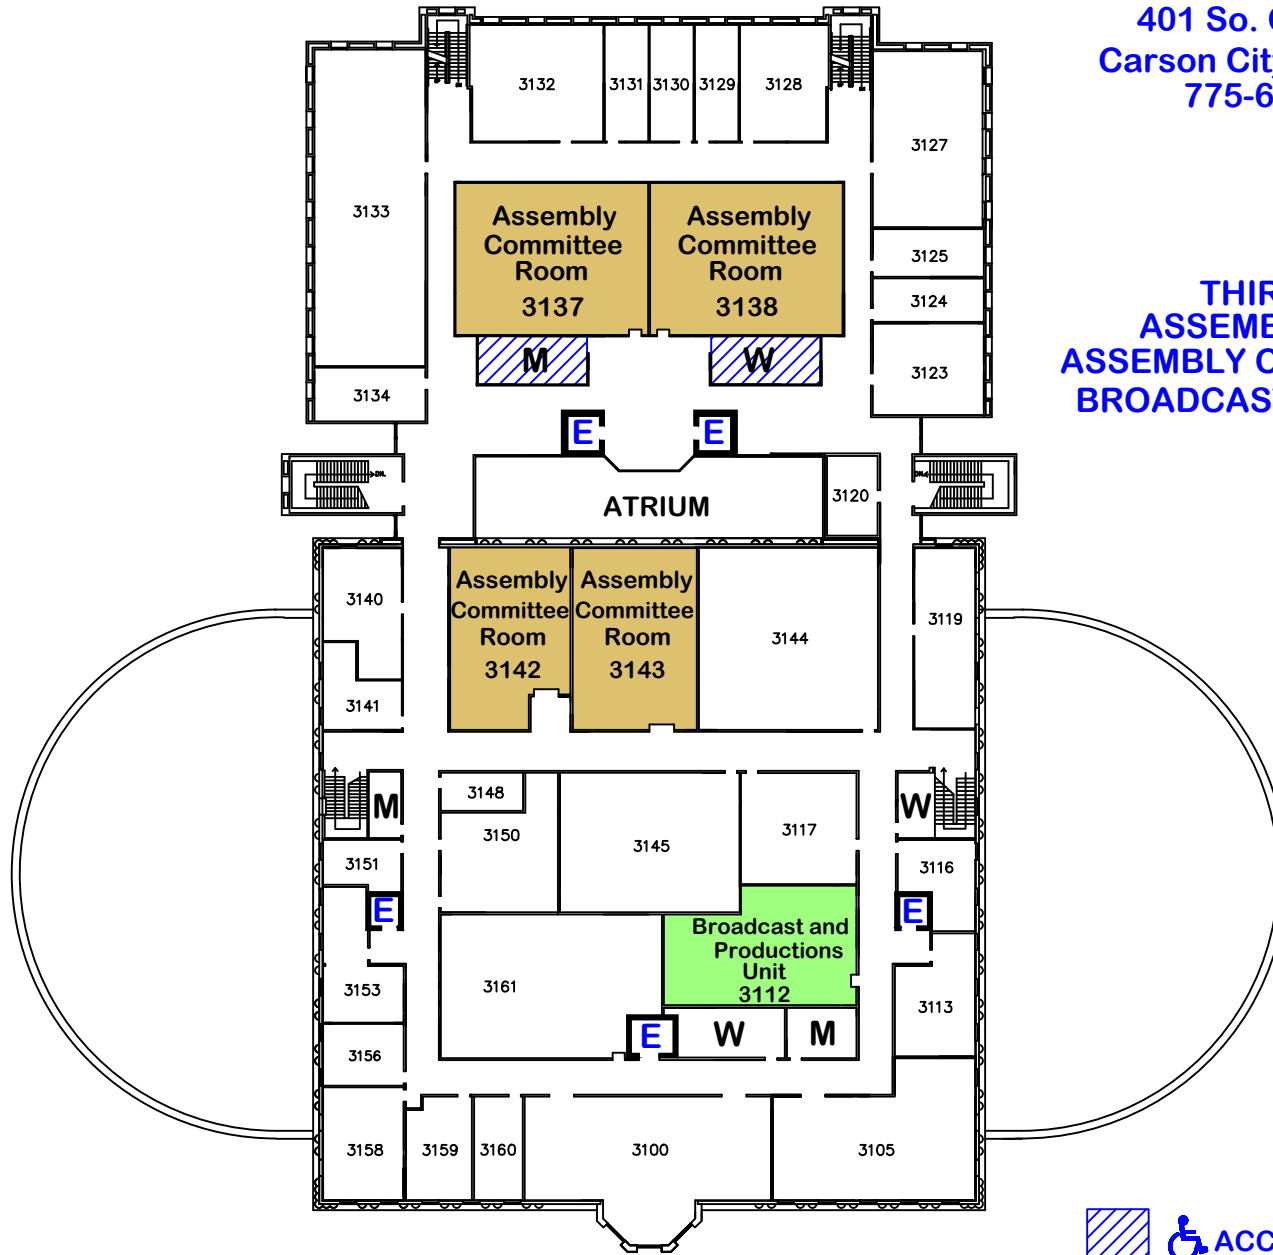 401 So.
Carson City
775-6
3132
3131
3130
3129
3128
3127
3133
Assembly
Committee
Room
3137
Assembly
Committee
Room
3138
3125
3124
3123
3134
M
W
THIR
ASSEMB
ASSEMBLY C
BROADCAS
E
E
DN.
DN.
3120
ATRIUM
3140
Assembly
Committee
Room
3142
Assembly
Committee
Room
3143
3144
3119
3141
M
3148
3150
3145
3117
W
3151
3116
E
E
Broadcast and
Productions
Unit
3112
3153
3161
3113
E
W
M
3156
3158
3159
3160
3100
3105
ACC